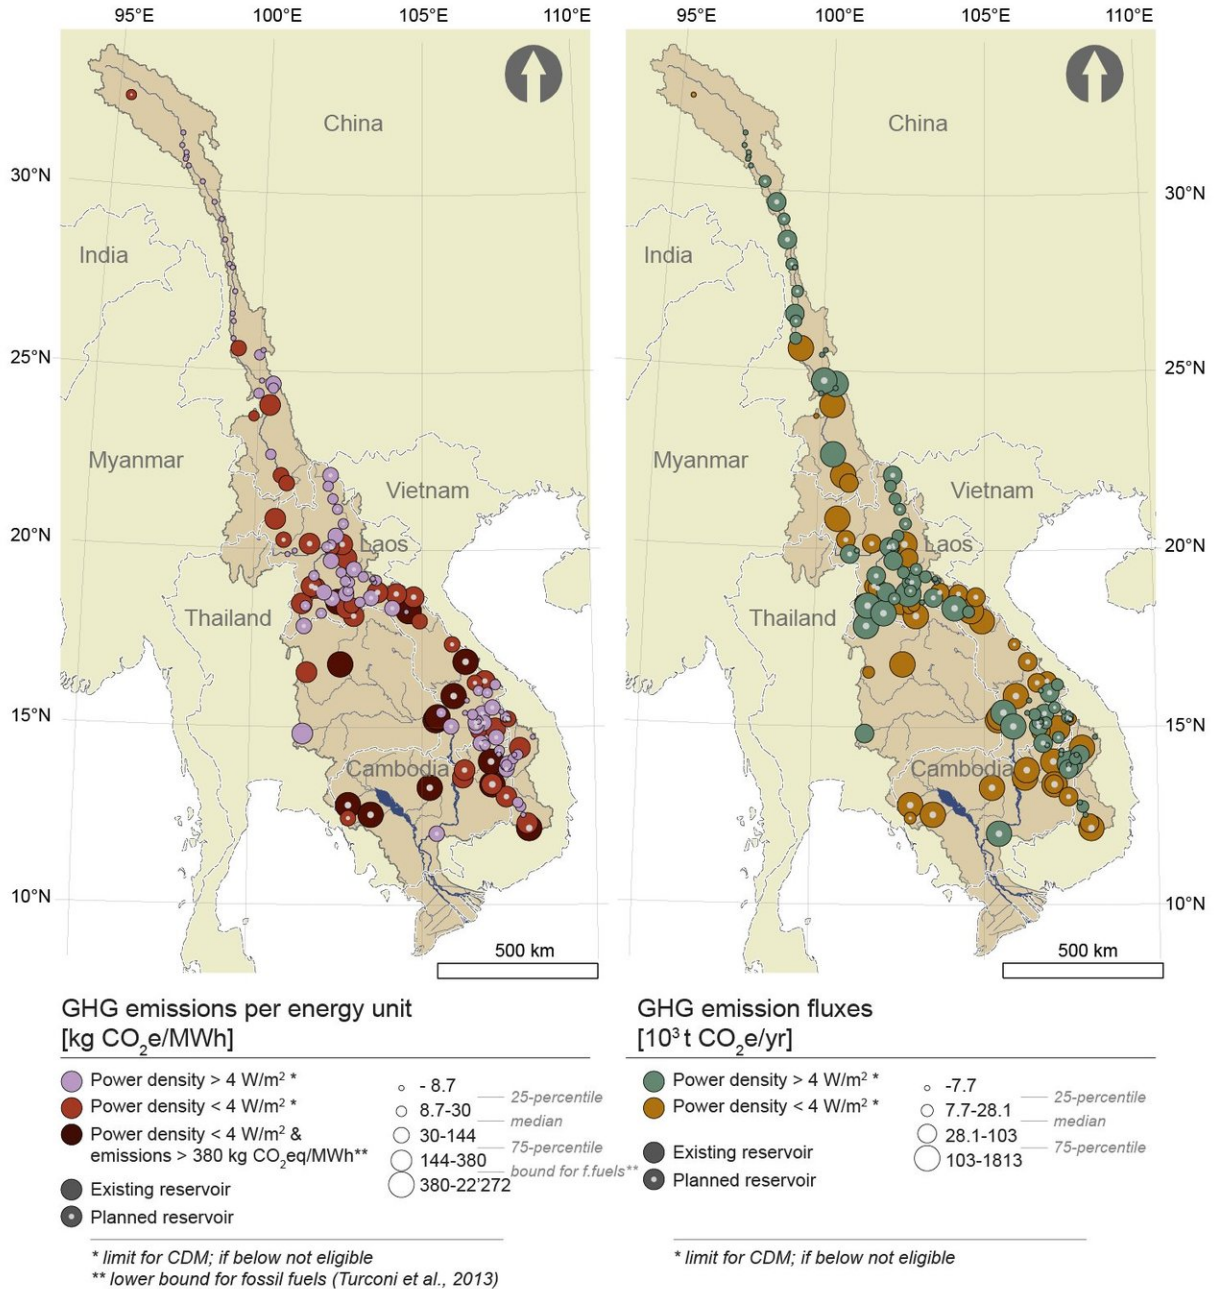 95°E 100°E 105°E 110°E
95°E 100°E 105°E 110°E
China
China
30°N
30°N
India
India
25°N
25°N
Myanmar
Myanmar
Vietnam
Vietnam
20°N
Laos
Laos
20°N
Thailand
Thailand
15°N
15°N
Cambodia
Cambodia
10°N
10°N
500 km
500 km
GHG emissions per energy unit
[kg CO₂e/MWh]
Power density > 4 W/m² *
Power density < 4 W/m² *
Power density < 4 W/m² &
emissions > 380 kg CO₂eq/MWh**
Existing reservoir
Planned reservoir
- 8.7
25-percentile
8.7-30
median
30-144
75-percentile
144-380
bound for f.fuels**
380-22'272
* limit for CDM; if below not eligible
** lower bound for fossil fuels (Turconi et al., 2013)
GHG emission fluxes
[10³ t CO₂e/yr]
Power density > 4 W/m² *
Power density < 4 W/m² *
Existing reservoir
Planned reservoir
-7.7
25-percentile
7.7-28.1
median
28.1-103
75-percentile
103-1813
* limit for CDM; if below not eligible